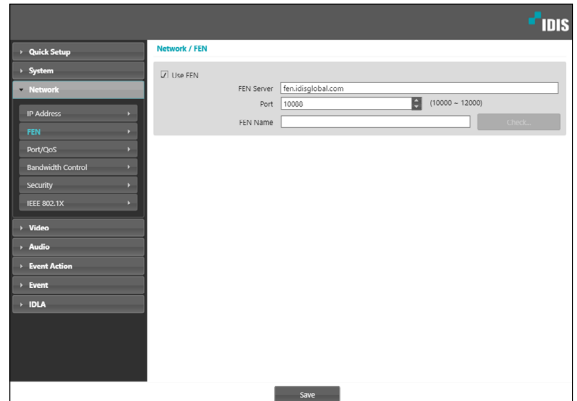 IDIS
Quick Setup
System
Network
IP Address
FEN
Port/QoS
Bandwidth Control
Security
IEEE 802.1X
Video
Audio
Event Action
Event
IDLA
Network / FEN
Use FEN
FEN Server fen.idisglobal.com
Port 10000 (10000 ~ 12000)
FEN Name Check...
Save